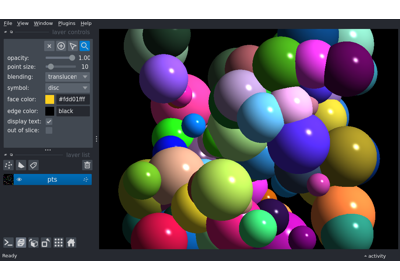 File View Window Plugins Help
layer controls
opacity: 1.00
point size: 10
blending: translucen
symbol: disc
face color: #fdd01fff
edge color: black
display text:
out of slice:
layer list
pts
Ready
activity